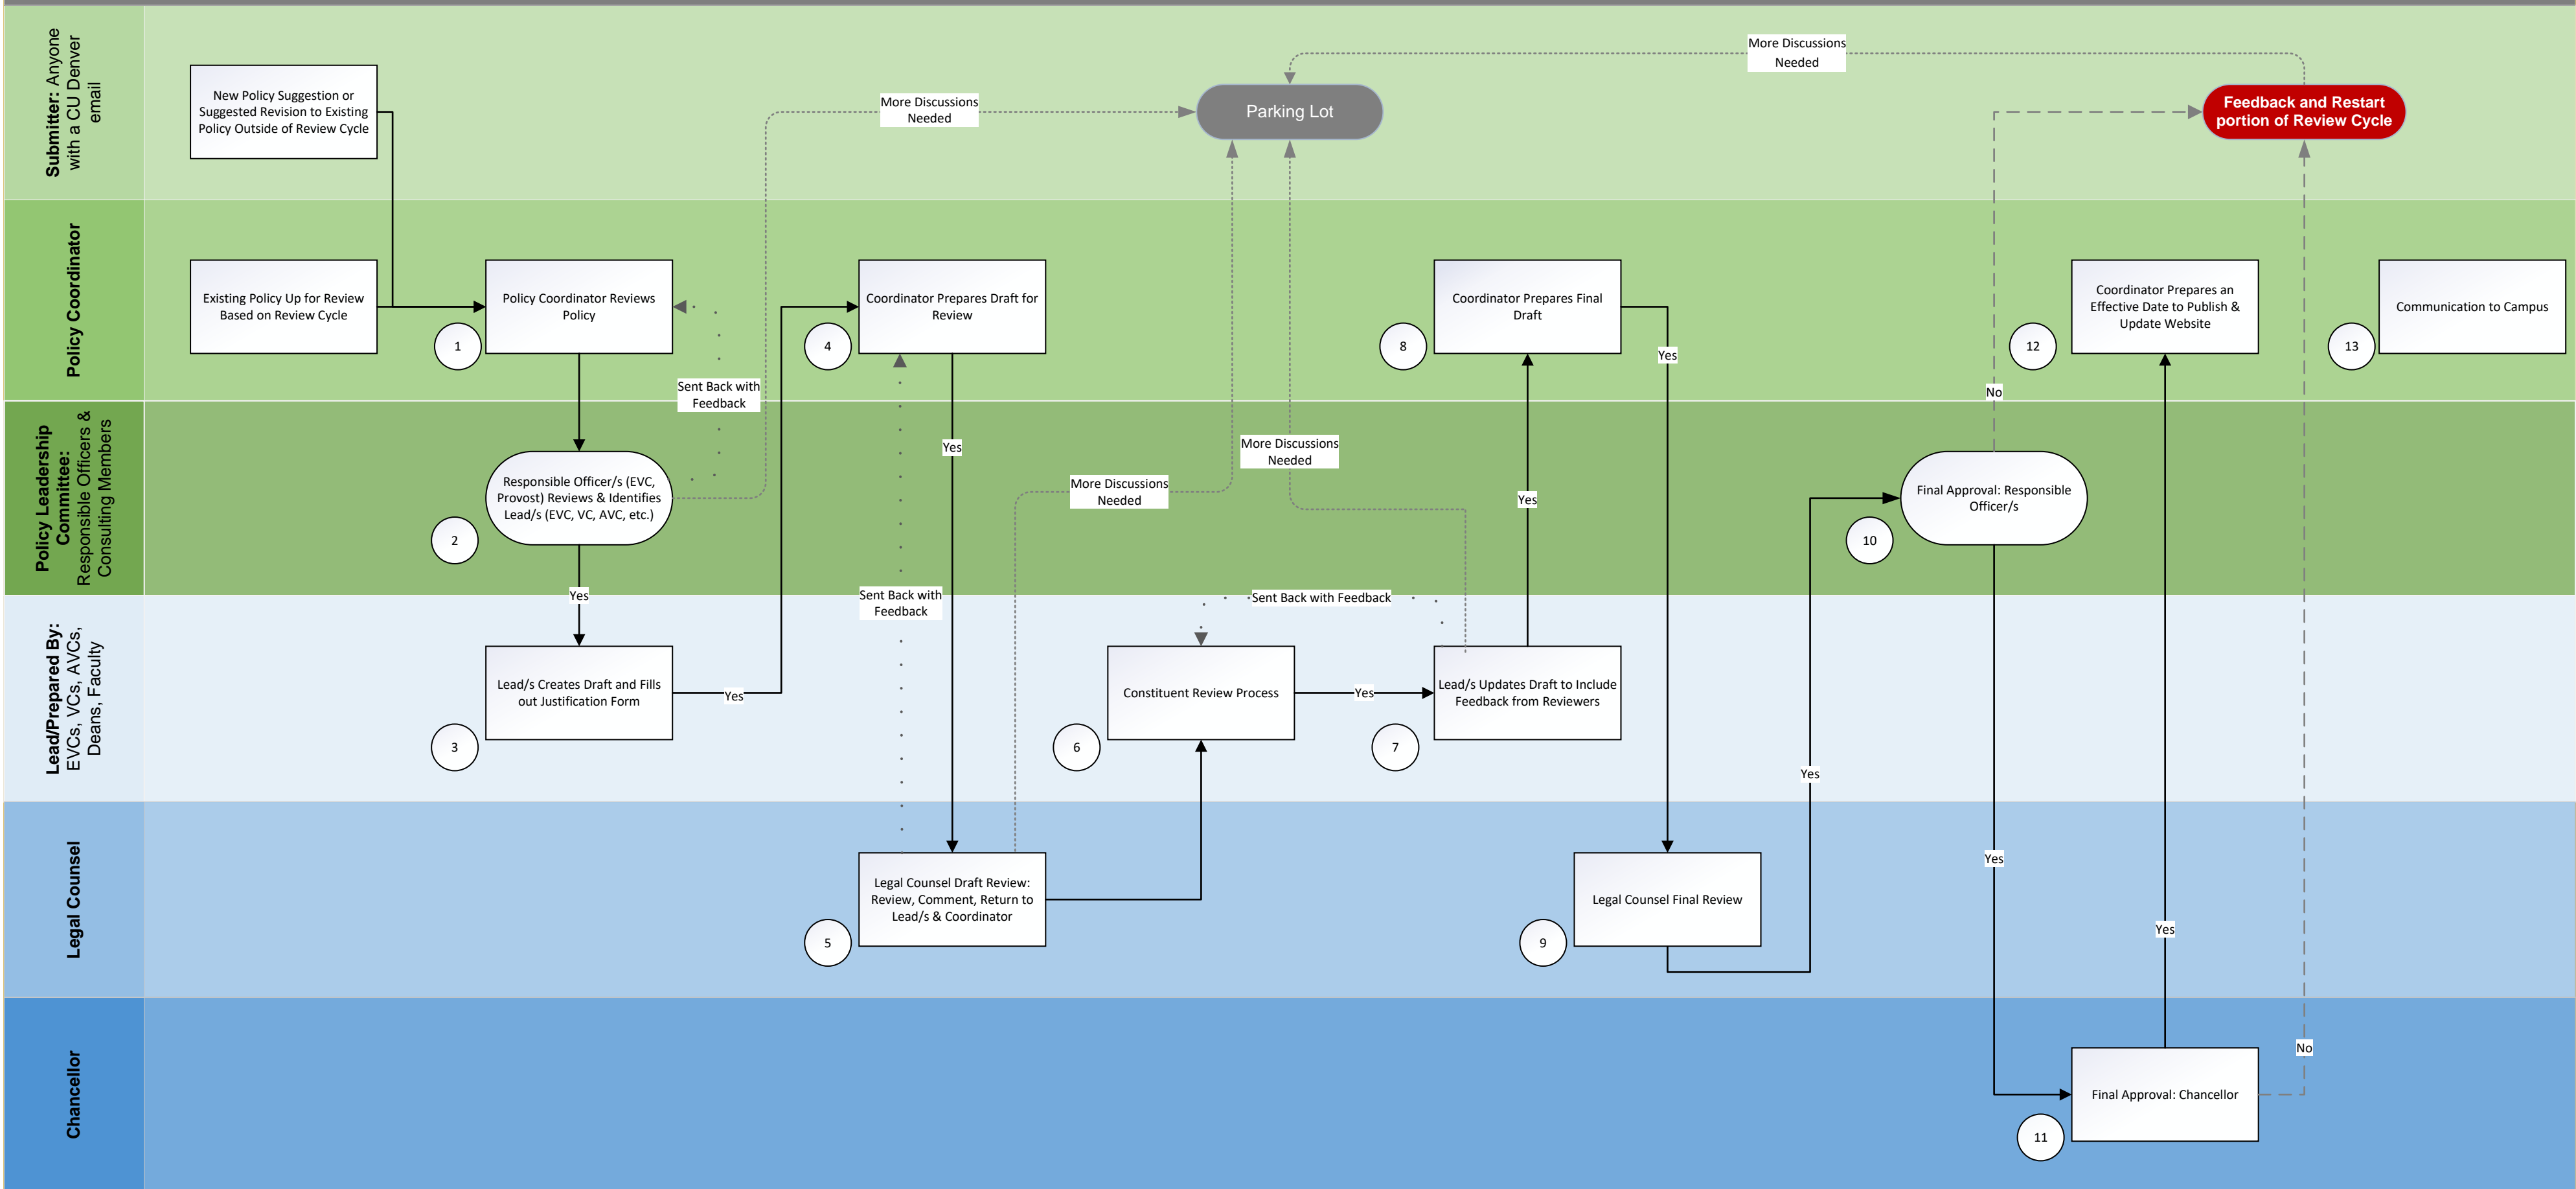 Submitter: Anyone
with a CU Denver
email
New Policy Suggestion or
Suggested Revision to Existing
Policy Outside of Review Cycle
More Discussions
Needed
Parking Lot
More Discussions
Needed
Feedback and Restart
portion of Review Cycle
Policy Coordinator
Existing Policy Up for Review
Based on Review Cycle
1
Policy Coordinator Reviews
Policy
Sent Back with
Feedback
4
Coordinator Prepares Draft for
Review
Yes
8
Coordinator Prepares Final
Draft
Yes
No
12
Coordinator Prepares an
Effective Date to Publish &
Update Website
13
Communication to Campus
Policy Leadership
Committee:
Responsible Officers &
Consulting Members
2
Responsible Officer/s (EVC,
Provost) Reviews & Identifies
Lead/s (EVC, VC, AVC, etc.)
Yes
Sent Back with
Feedback
More Discussions
Needed
More Discussions
Needed
Yes
10
Final Approval: Responsible
Officer/s
Lead/Prepared By:
EVCs, VCs, AVCs,
Deans, Faculty
3
Lead/s Creates Draft and Fills
out Justification Form
Yes
Sent Back with Feedback
6
Constituent Review Process
Yes
7
Lead/s Updates Draft to Include
Feedback from Reviewers
Yes
Legal Counsel
5
Legal Counsel Draft Review:
Review, Comment, Return to
Lead/s & Coordinator
9
Legal Counsel Final Review
Yes
Yes
Chancellor
11
Final Approval: Chancellor
No